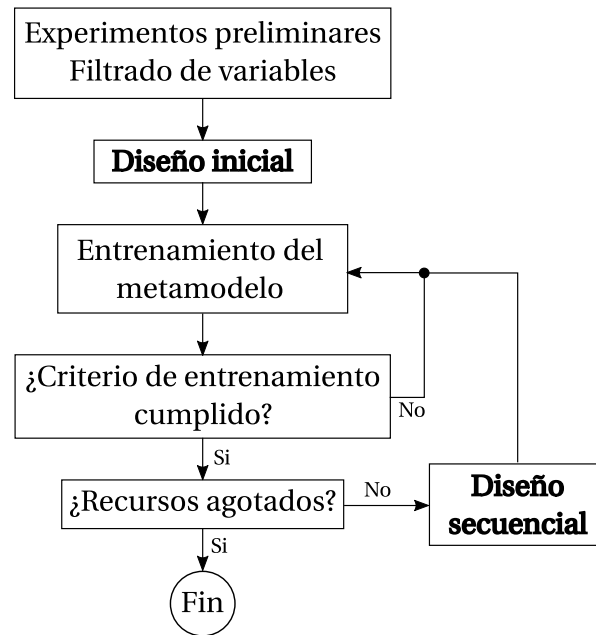 Experimentos preliminares
Filtrado de variables
Diseño inicial
Entrenamiento del
metamodelo
¿Criterio de entrenamiento
cumplido?
No
Si
¿Recursos agotados?
No
Diseño
secuencial
Si
Fin